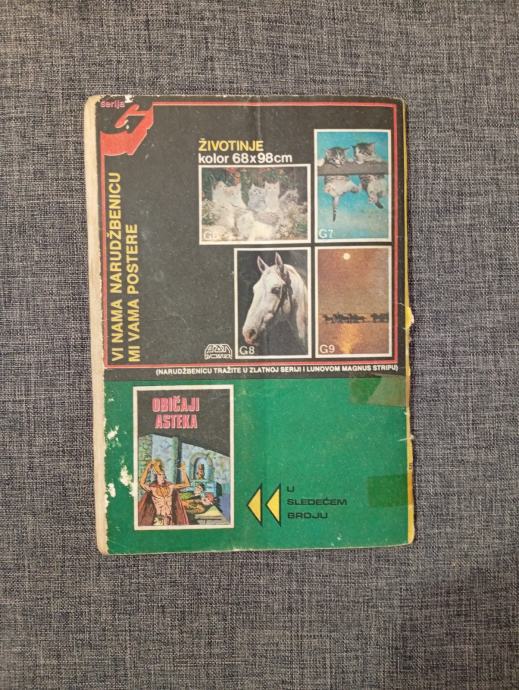 serija
G
ŽIVOTINJE
kolor 68x98cm
VI NAMA NARUDŽBENICU
MI VAMA POSTERE
G6
G7
G8
G9
(NARUDŽBENICU TRAŽITE U ZLATNOJ SERIJI I LUNOVOM MAGNUS STRIPU)
OBIČAJI
ASTEKA
U
SLEDEĆEM
BROJU